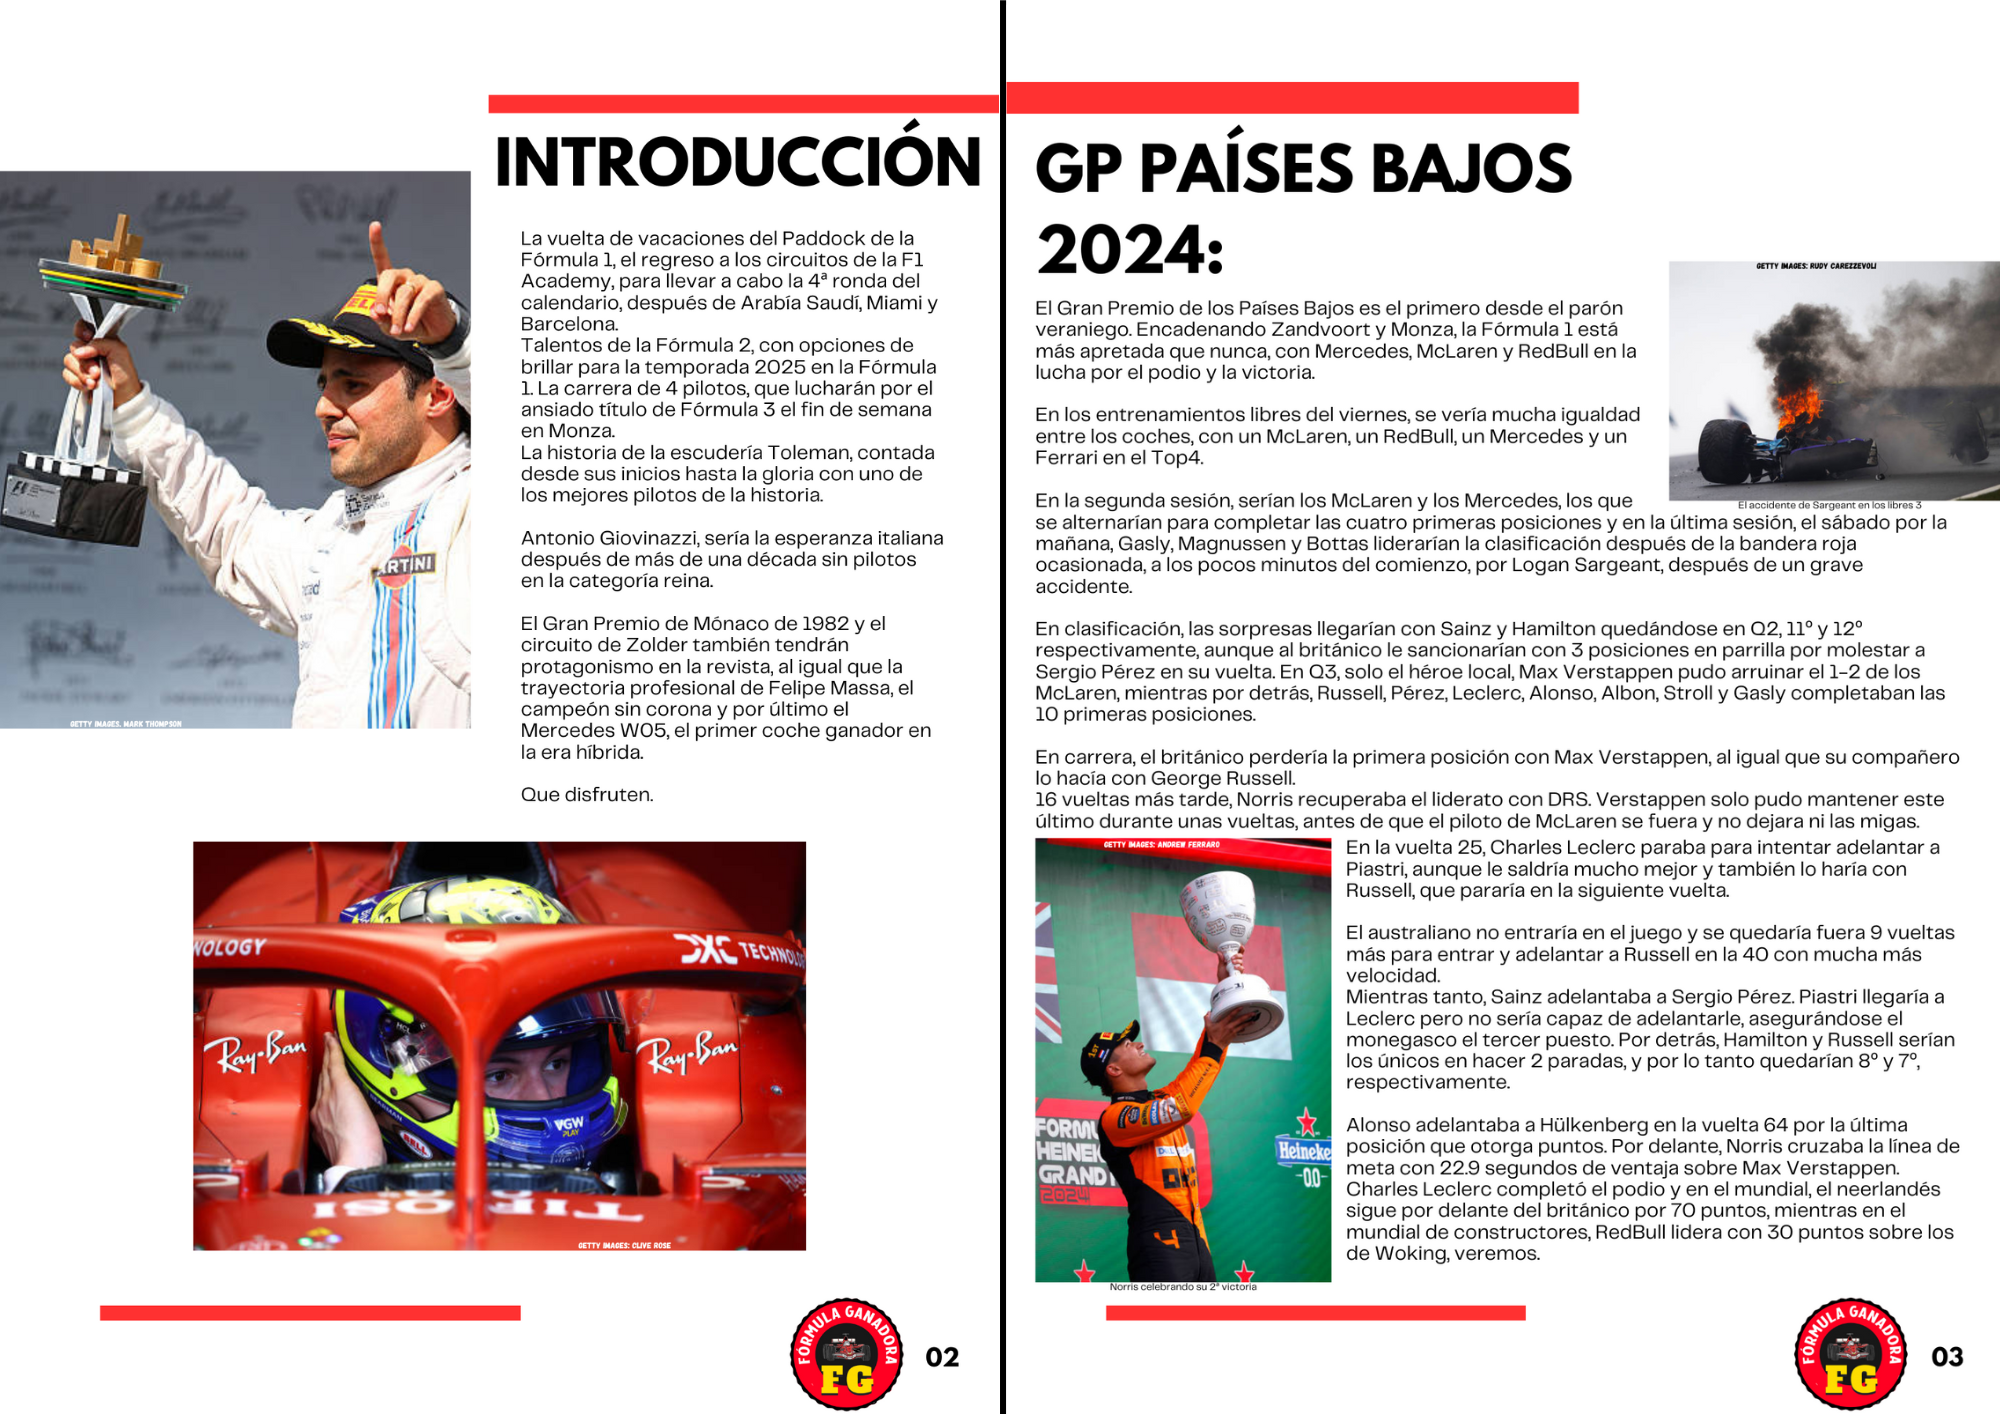 INTRODUCCIÓN
La vuelta de vacaciones del Paddock de la
Fórmula 1, el regreso a los circuitos de la F1
Academy, para llevar a cabo la 4ª ronda del
calendario, después de Arabía Saudí, Miami y
Barcelona.
Talentos de la Fórmula 2, con opciones de
brillar para la temporada 2025 en la Fórmula
1. La carrera de 4 pilotos, que lucharán por el
ansiado título de Fórmula 3 el fin de semana
en Monza.
La historia de la escudería Toleman, contada
desde sus inicios hasta la gloria con uno de
los mejores pilotos de la historia.
Antonio Giovinazzi, sería la esperanza italiana
después de más de una década sin pilotos
en la categoría reina.
El Gran Premio de Mónaco de 1982 y el
circuito de Zolder también tendrán
protagonismo en la revista, al igual que la
trayectoria profesional de Felipe Massa, el
campeón sin corona y por último el
Mercedes W05, el primer coche ganador en
la era híbrida.
Que disfruten.
GETTY IMAGES. MARK THOMPSON
MARTINI
NOLOGY
DXC TECHNOLO
Ray-Ban
Ray-Ban
VGW
PLAY
BELL
GETTY IMAGES: CLIVE ROSE
FÓRMULA GANADORA
FG
02
GP PAÍSES BAJOS
2024:
GETTY IMAGES: RUDY CAREZZEVOLI
El Gran Premio de los Países Bajos es el primero desde el parón
veraniego. Encadenando Zandvoort y Monza, la Fórmula 1 está
más apretada que nunca, con Mercedes, McLaren y RedBull en la
lucha por el podio y la victoria.
En los entrenamientos libres del viernes, se vería mucha igualdad
entre los coches, con un McLaren, un RedBull, un Mercedes y un
Ferrari en el Top4.
El accidente de Sargeant en los libres 3
En la segunda sesión, serían los McLaren y los Mercedes, los que
se alternarían para completar las cuatro primeras posiciones y en la última sesión, el sábado por la
mañana, Gasly, Magnussen y Bottas liderarían la clasificación después de la bandera roja
ocasionada, a los pocos minutos del comienzo, por Logan Sargeant, después de un grave
accidente.
En clasificación, las sorpresas llegarían con Sainz y Hamilton quedándose en Q2, 11º y 12º
respectivamente, aunque al británico le sancionarían con 3 posiciones en parrilla por molestar a
Sergio Pérez en su vuelta. En Q3, solo el héroe local, Max Verstappen pudo arruinar el 1-2 de los
McLaren, mientras por detrás, Russell, Pérez, Leclerc, Alonso, Albon, Stroll y Gasly completaban las
10 primeras posiciones.
En carrera, el británico perdería la primera posición con Max Verstappen, al igual que su compañero
lo hacía con George Russell.
16 vueltas más tarde, Norris recuperaba el liderato con DRS. Verstappen solo pudo mantener este
último durante unas vueltas, antes de que el piloto de McLaren se fuera y no dejara ni las migas.
En la vuelta 25, Charles Leclerc paraba para intentar adelantar a
Piastri, aunque le saldría mucho mejor y también lo haría con
Russell, que pararía en la siguiente vuelta.
El australiano no entraría en el juego y se quedaría fuera 9 vueltas
más para entrar y adelantar a Russell en la 40 con mucha más
velocidad.
Mientras tanto, Sainz adelantaba a Sergio Pérez. Piastri llegaría a
Leclerc pero no sería capaz de adelantarle, asegurándose el
monegasco el tercer puesto. Por detrás, Hamilton y Russell serían
los únicos en hacer 2 paradas, y por lo tanto quedarían 8º y 7º,
respectivamente.
Alonso adelantaba a Hülkenberg en la vuelta 64 por la última
posición que otorga puntos. Por delante, Norris cruzaba la línea de
meta con 22.9 segundos de ventaja sobre Max Verstappen.
Charles Leclerc completó el podio y en el mundial, el neerlandés
sigue por delante del británico por 70 puntos, mientras en el
mundial de constructores, RedBull lidera con 30 puntos sobre los
de Woking, veremos.
GETTY IMAGES: ANDREW FERRARO
1ST
FORMU
HEINEK
GRAND
2024
Heineke
0.0
Norris celebrando su 2ª victoria
FÓRMULA GANADORA
FG
03